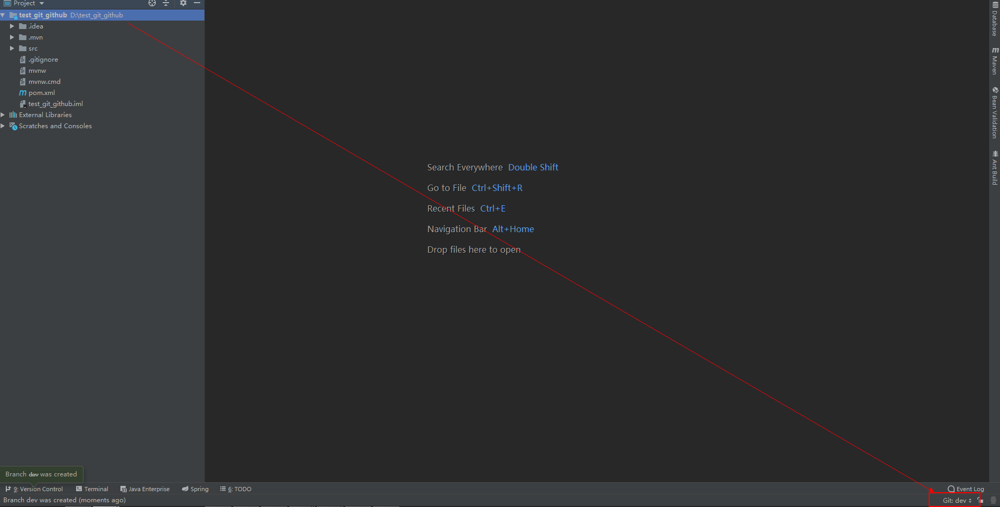 Project
test_git_github D:\test_git_github
.idea
.mvn
src
.gitignore
mvnw
mvnw.cmd
pom.xml
test_git_github.iml
External Libraries
Scratches and Consoles
Search Everywhere Double Shift
Go to File Ctrl+Shift+R
Recent Files Ctrl+E
Navigation Bar Alt+Home
Drop files here to open
Database
Maven
Bean Validation
Ant Build
Branch dev was created
9: Version Control Terminal Java Enterprise Spring 6: TODO Event Log
Branch dev was created (moments ago) Git: dev